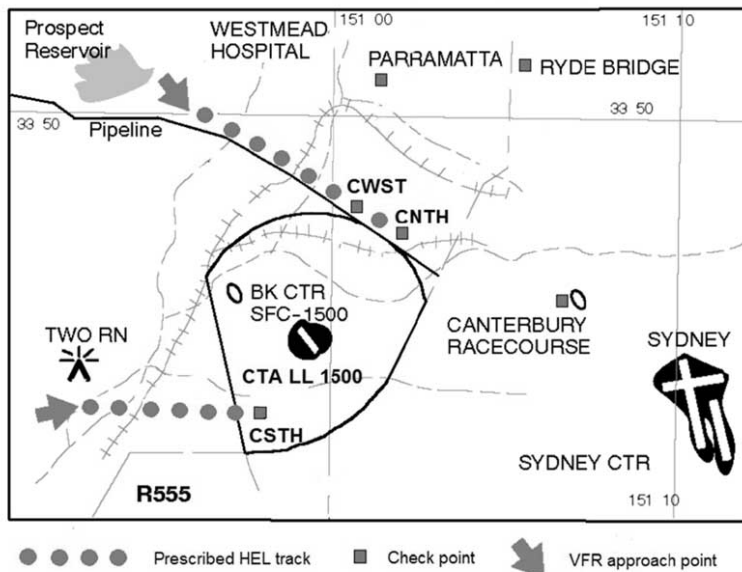 Prospect
Reservoir
WESTMEAD
HOSPITAL
151 00
151 10
PARRAMATTA
RYDE BRIDGE
33 50
Pipeline
33 50
CWST
CNTH
BK CTR
SFC-1500
TWO RN
CANTERBURY
RACECOURSE
SYDNEY
CTA LL 1500
CSTH
SYDNEY CTR
R555
151 10
Prescribed HEL track
Check point
VFR approach point